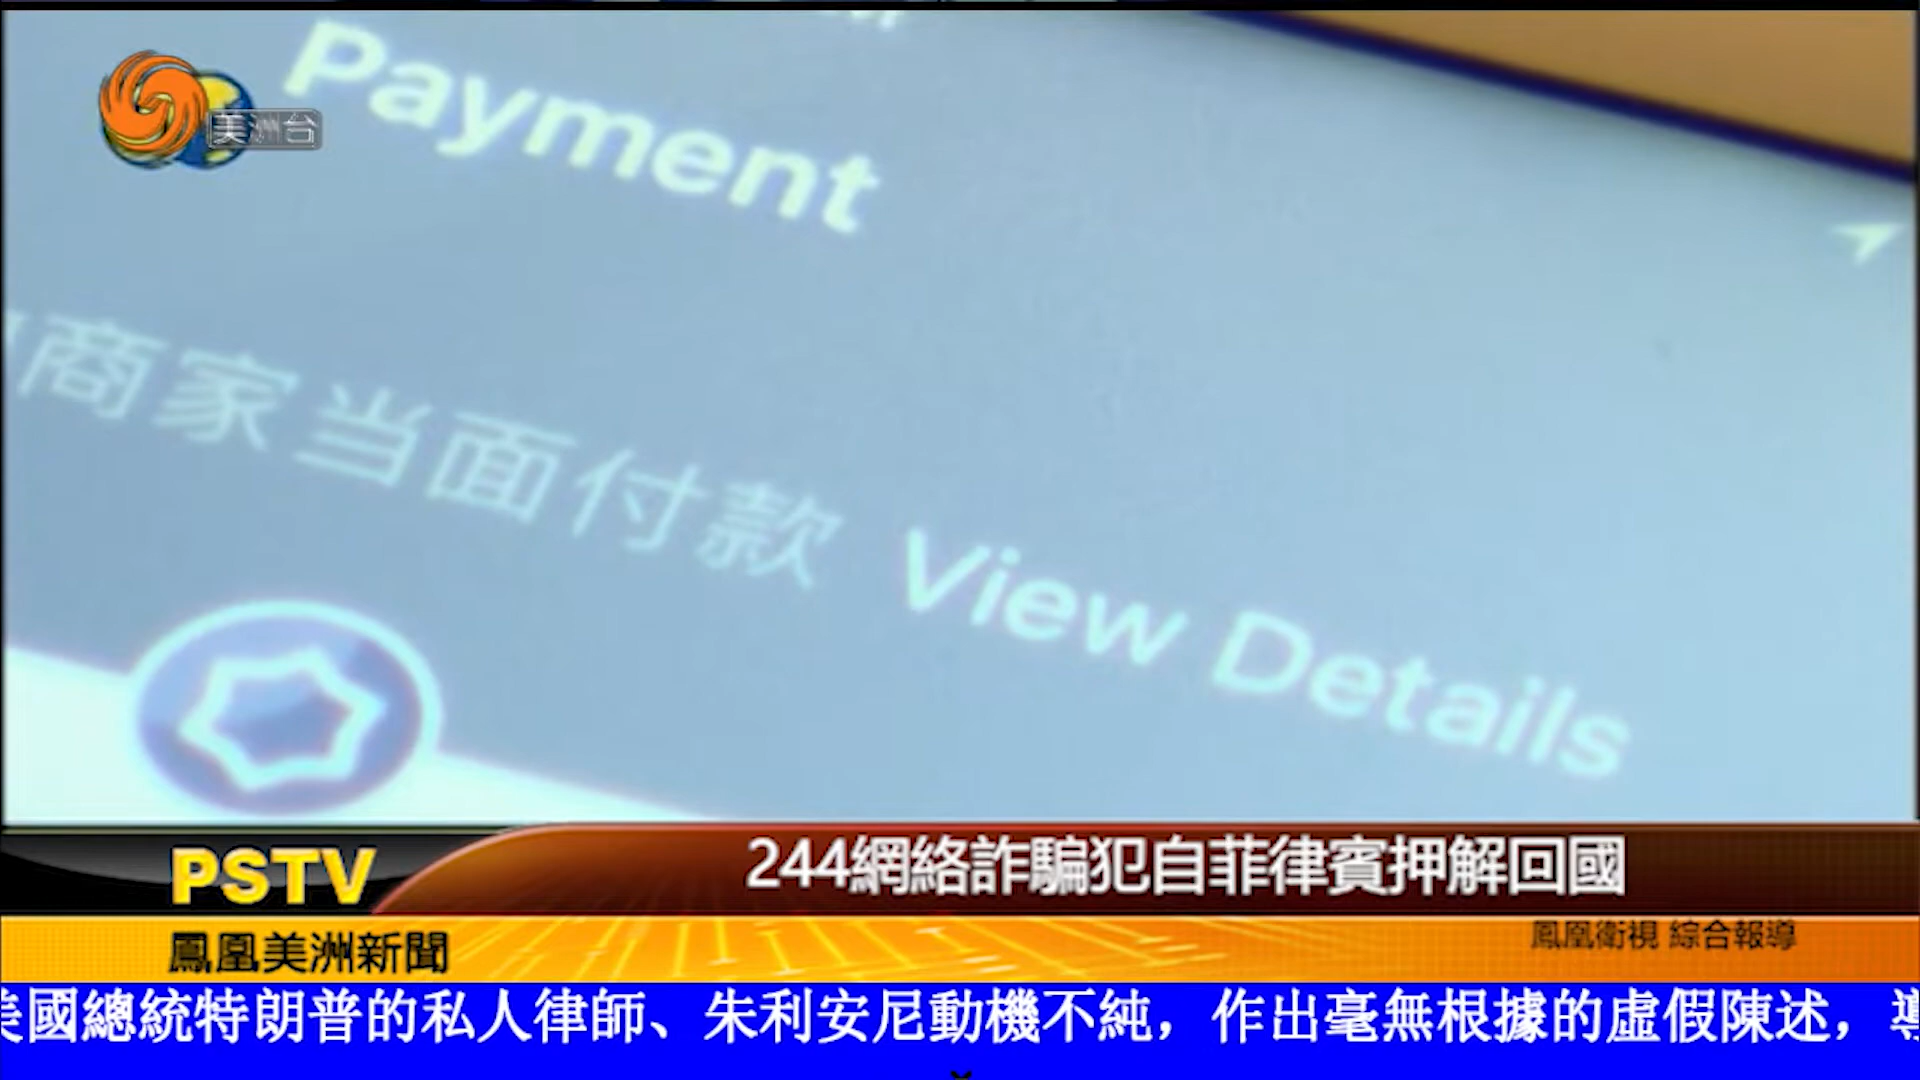 Payment
美洲台
商家当面付款 View Details
PSTV
244網絡詐騙犯自菲律賓押解回國
鳳凰美洲新聞
鳳凰衛視 綜合報導
美國總統特朗普的私人律師、朱利安尼動機不純，作出毫無根據的虛假陳述，